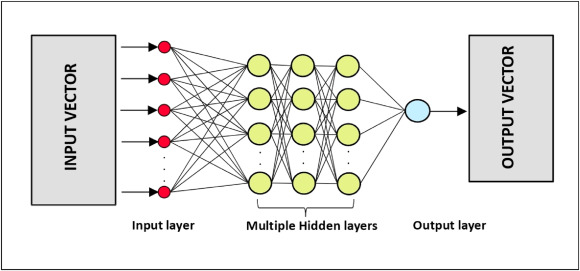 INPUT VECTOR
OUTPUT VECTOR
Input layer
Multiple Hidden layers
Output layer